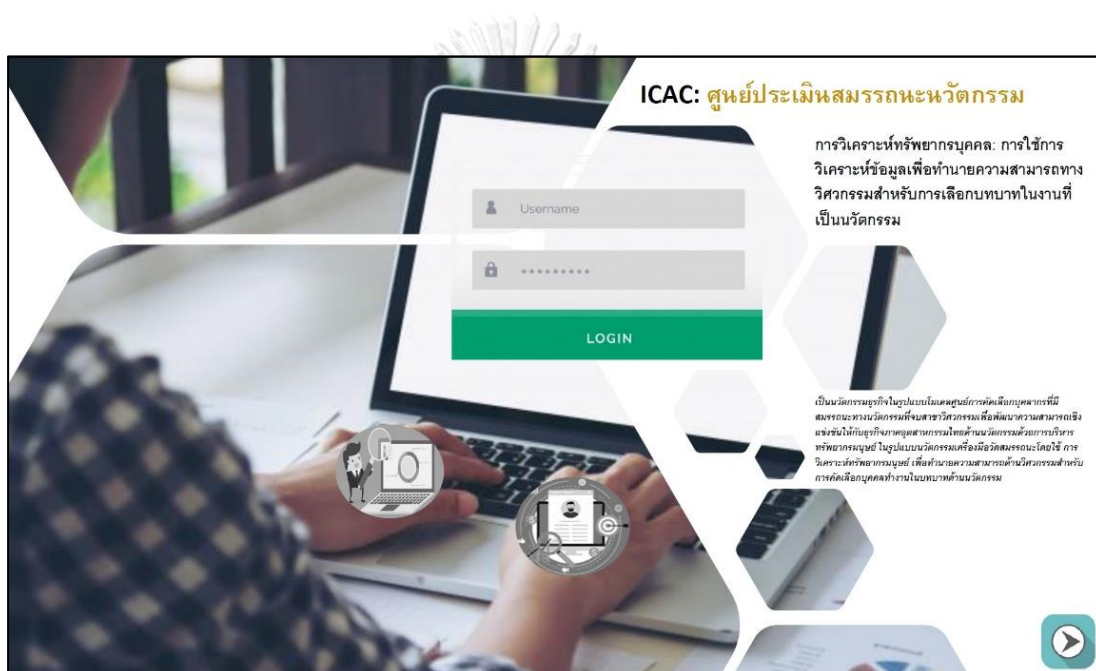 ICAC: ศูนย์ประเมินสมรรถนะนวัตกรรม
การวิเคราะห์ทรัพยากรบุคคล: การใช้การ
วิเคราะห์ข้อมูลเพื่อทำนายความสามารถทาง
วิศวกรรมสำหรับการเลือกบทบาทในงานที่
เป็นนวัตกรรม
Username
*********
LOGIN
เป็นนวัตกรรมธุรกิจในรูปแบบโมเดลศูนย์การคัดเลือกบุคลากรที่มี
สมรรถนะทางนวัตกรรมที่จบสาขาวิศวกรรมเพื่อพัฒนาความสามารถเชิง
แข่งขันให้กับธุรกิจภาคอุตสาหกรรมไทยด้านนวัตกรรมด้วยการบริหาร
ทรัพยากรมนุษย์ ในรูปแบบนวัตกรรมเครื่องมือวัดสมรรถนะโดยใช้ การ
วิเคราะห์ทรัพยากรมนุษย์ เพื่อทำนายความสามารถด้านวิศวกรรมสำหรับ
การคัดเลือกบุคคลทำงานในบทบาทด้านนวัตกรรม